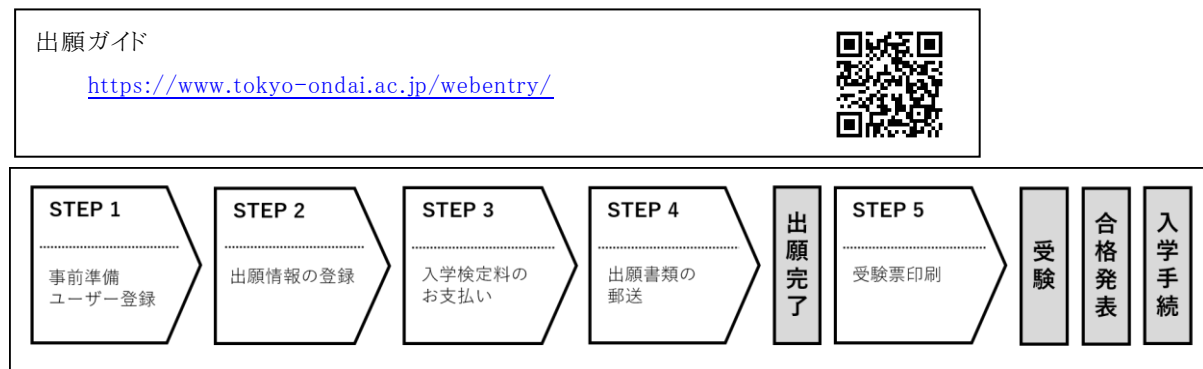 出願ガイド
https://www.tokyo-ondai.ac.jp/webentry/
STEP 1
事前準備
ユーザー登録
STEP 2
出願情報の登録
STEP 3
入学検定料の
お支払い
STEP 4
出願書類の
郵送
出願完了
STEP 5
受験票印刷
受験
合格発表
入学手続